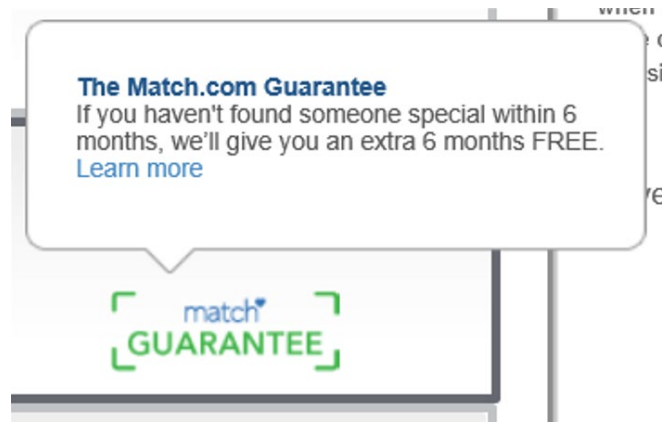 The Match.com Guarantee
If you haven't found someone special within 6
months, we'll give you an extra 6 months FREE.
Learn more
match
GUARANTEE